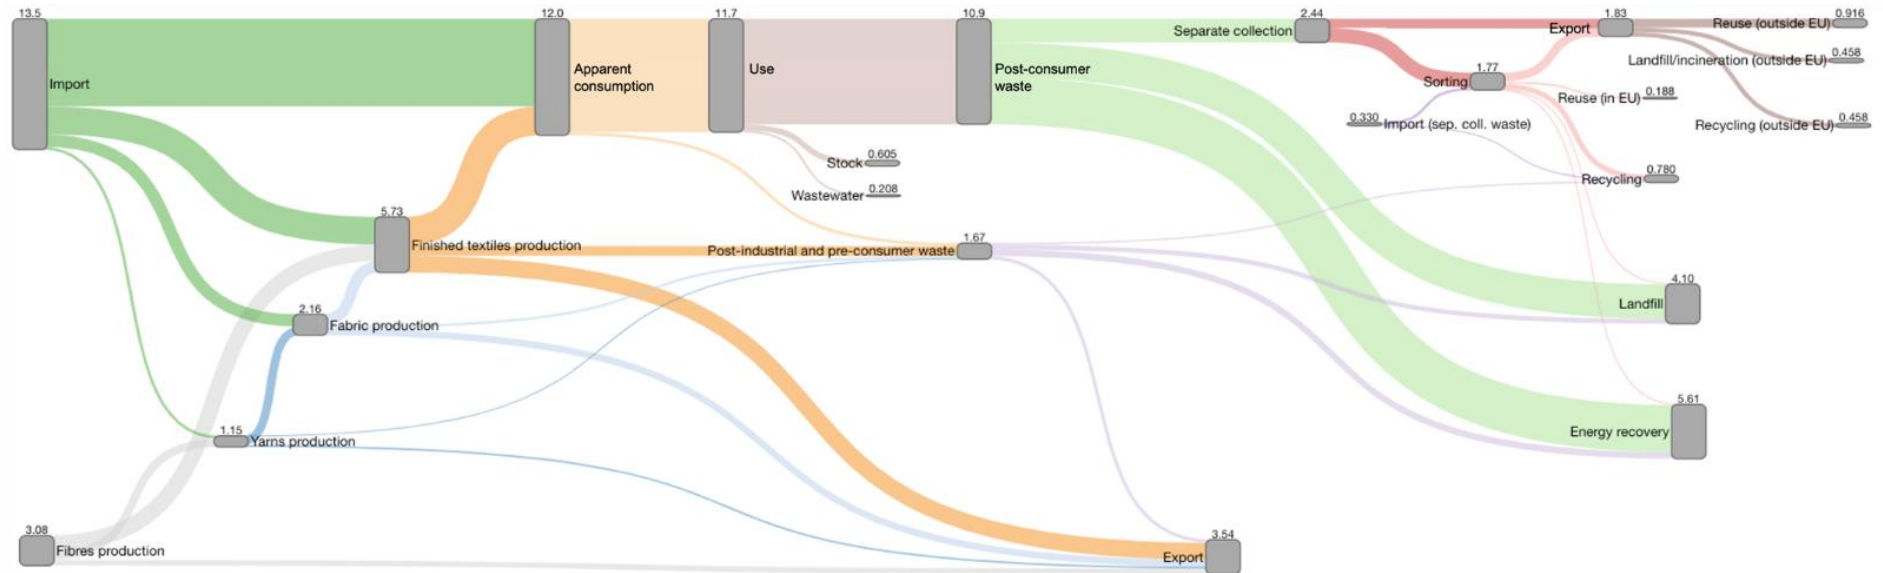 13.5
Import
12.0
Apparent
consumption
11.7
Use
10.9
Post-consumer
waste
Separate collection
2.44
Export
1.83
Reuse (outside EU)
0.916
Landfill/incineration (outside EU)
0.458
Sorting
1.77
Reuse (in EU)
0.188
0.330
Import (sep. coll. waste)
Recycling (outside EU)
0.458
Stock
0.605
Wastewater
0.208
Recycling
0.780
5.73
Finished textiles production
Post-industrial and pre-consumer waste
1.67
2.16
Fabric production
Landfill
4.10
1.15
Yarns production
Energy recovery
5.61
3.08
Fibres production
Export
3.54